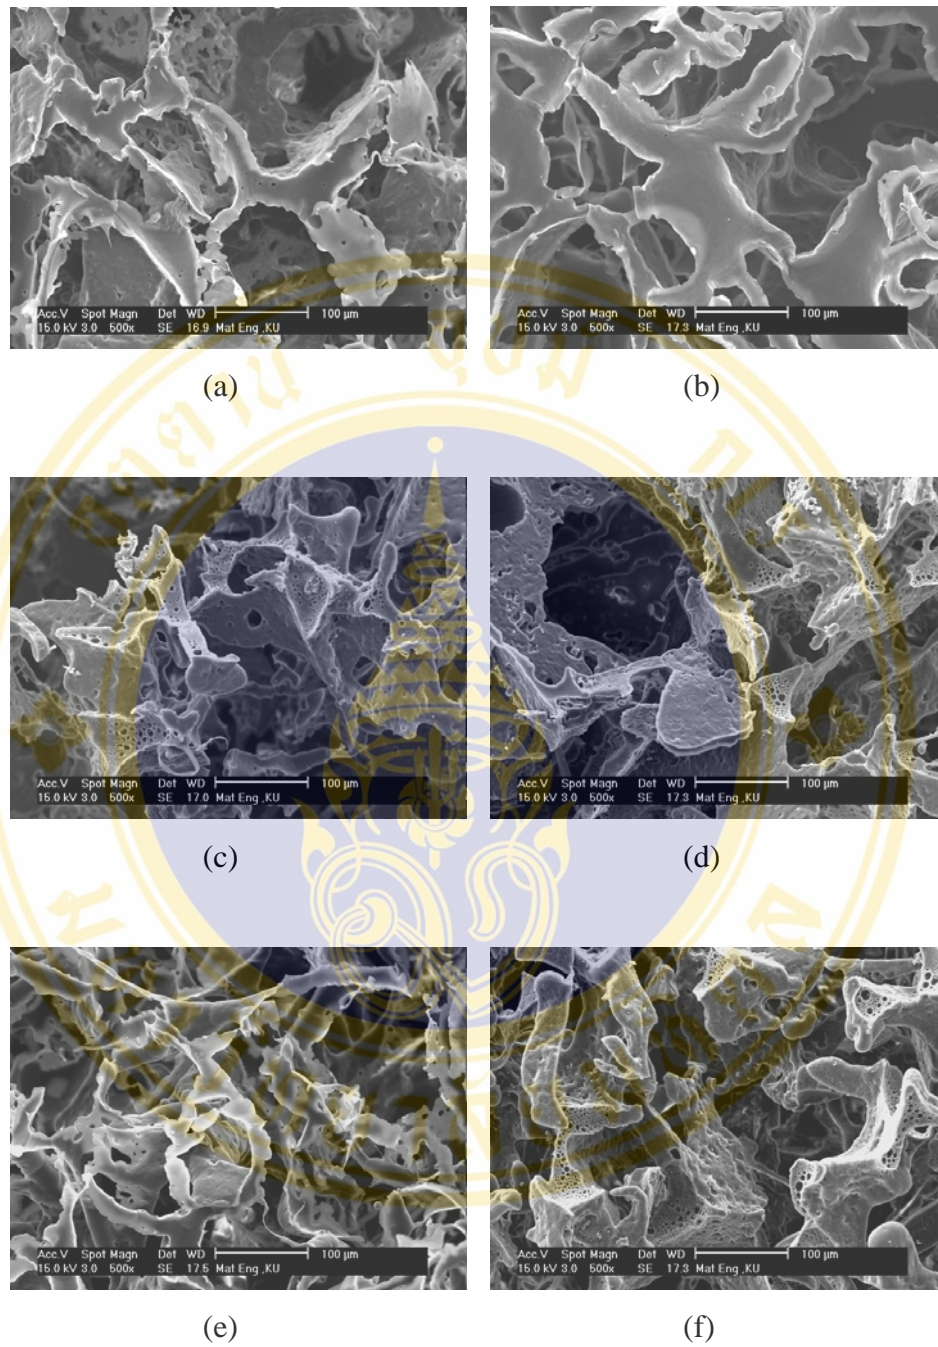 Acc.V Spot Magn Det WD 100 µm
15.0 kV 3.0 500x SE 16.9 Mat Eng ,KU
Acc.V Spot Magn Det WD 100 µm
15.0 kV 3.0 500x SE 17.3 Mat Eng ,KU
(a)
(b)
Acc.V Spot Magn Det WD 100 µm
15.0 kV 3.0 500x SE 17.0 Mat Eng ,KU
Acc.V Spot Magn Det WD 100 µm
15.0 kV 3.0 500x SE 17.3 Mat Eng ,KU
(c)
(d)
Acc.V Spot Magn Det WD 100 µm
15.0 kV 3.0 500x SE 17.5 Mat Eng ,KU
Acc.V Spot Magn Det WD 100 µm
15.0 kV 3.0 500x SE 17.3 Mat Eng ,KU
(e)
(f)